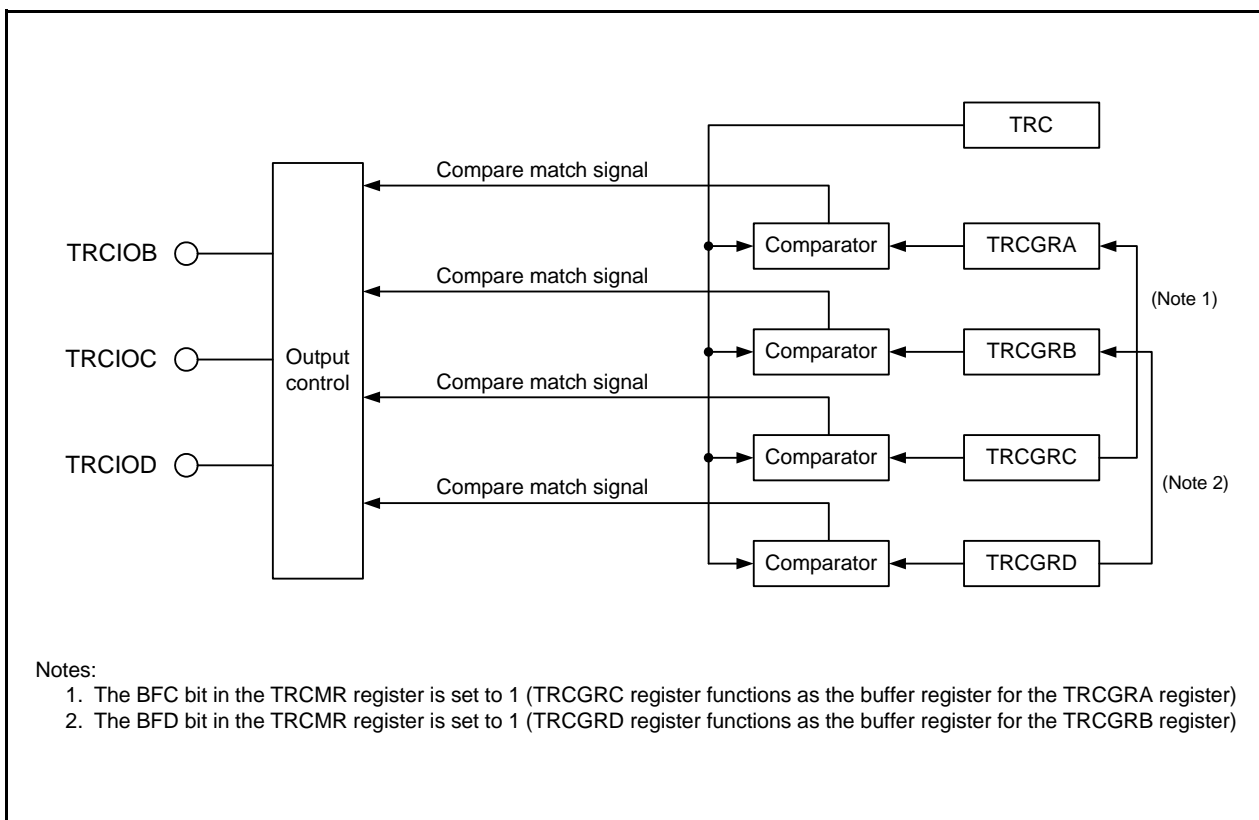 TRC
Compare match signal
Comparator
TRCGRA
TRCIOB
(Note 1)
Compare match signal
Comparator
TRCGRB
TRCIOC
Output
control
Compare match signal
Comparator
TRCGRC
TRCIOD
(Note 2)
Compare match signal
Comparator
TRCGRD
Notes:
1. The BFC bit in the TRCMR register is set to 1 (TRCGRC register functions as the buffer register for the TRCGRA register)
2. The BFD bit in the TRCMR register is set to 1 (TRCGRD register functions as the buffer register for the TRCGRB register)